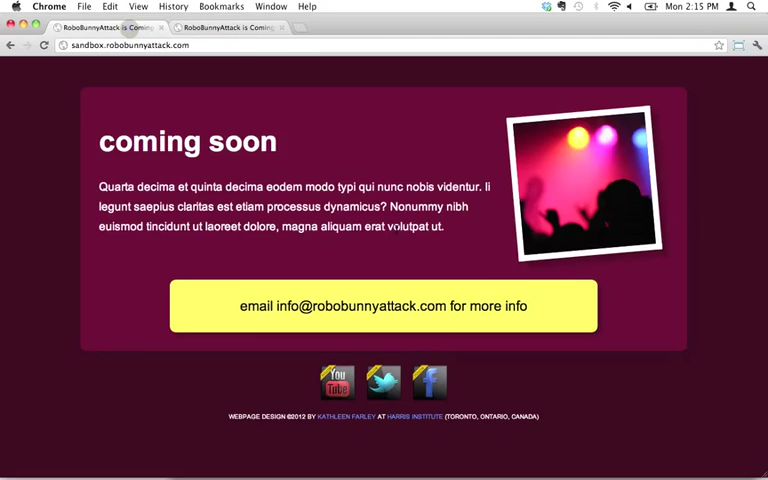 Chrome File Edit View History Bookmarks Window Help Mon 2:15 PM
RoboBunnyAttack is Coming RoboBunnyAttack is Coming
sandbox.robobunnyattack.com
coming soon
Quarta decima et quinta decima eodem modo typi qui nunc nobis videntur. Ii
legunt saepius claritas est etiam processus dynamicus? Nonummy nibh
euismod tincidunt ut laoreet dolore, magna aliquam erat volutpat ut.
email info@robobunnyattack.com for more info
You
Tube
WEBPAGE DESIGN ©2012 BY KATHLEEN FARLEY AT HARRIS INSTITUTE (TORONTO, ONTARIO, CANADA)